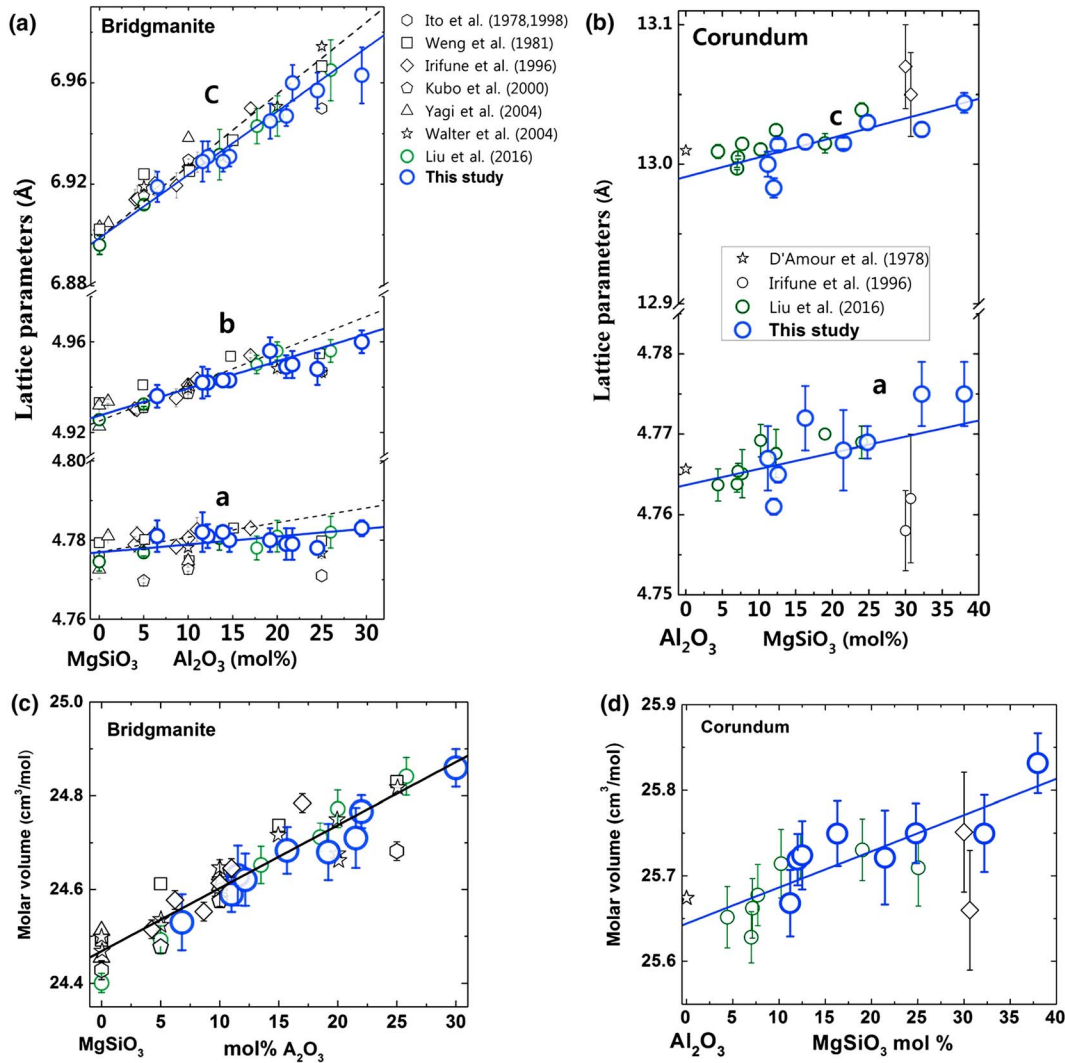 (a)
Bridgmanite
Ito et al. (1978,1998)
Weng et al. (1981)
Irifune et al. (1996)
Kubo et al. (2000)
Yagi et al. (2004)
Walter et al. (2004)
Liu et al. (2016)
This study
c
b
a
6.96
6.92
6.88
4.96
4.92
4.80
4.78
4.76
Lattice parameters (Å)
0 5 10 15 20 25 30
MgSiO3 Al2O3 (mol%)
(b)
Corundum
13.1
13.0
12.9
4.78
4.77
4.76
4.75
Lattice parameters (Å)
c
D'Amour et al. (1978)
Irifune et al. (1996)
Liu et al. (2016)
This study
a
0 5 10 15 20 25 30 35 40
Al2O3 MgSiO3 (mol%)
(c)
Bridgmanite
25.0
24.8
24.6
24.4
Molar volume (cm3/mol)
0 5 10 15 20 25 30
MgSiO3 mol% A2O3
(d)
Corundum
25.9
25.8
25.7
25.6
25.5
Molar volume (cm3/mol)
0 5 10 15 20 25 30 35 40
Al2O3 MgSiO3 mol %